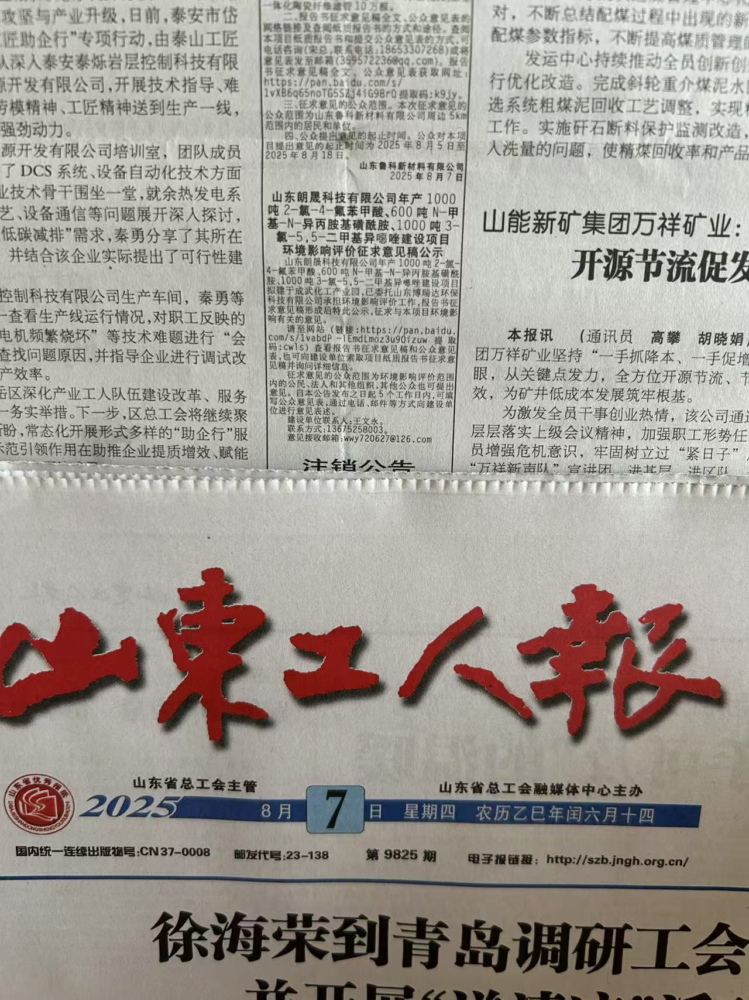 攻坚与产业升级,日前,泰安市岱
匠助企行”专项行动,由泰山工匠
从深入泰安泰烁岩层控制科技有限
源开发有限公司,开展技术指导、难
劳模精神、工匠精神送到生产一线,
强劲动力。
源开发有限公司培训室,团队成员
了 DCS 系统、设备自动化技术方面
业技术骨干围坐一堂,就余热发电系
艺、设备通信等问题展开深入探讨,
低碳减排”需求,秦勇分享了其所在
并结合该企业实际提出了可行性建
控制科技有限公司生产车间,秦勇等
一查看生产线运行情况,对职工反映的
电机频繁烧坏”等技术难题进行“会
查找问题原因,并指导企业进行调试改
产效率。
岳区深化产业工人队伍建设改革、服务
一务实举措。下一步,区总工会将继续聚
盼,常态化开展形式多样的“助企行”服
示范引领作用在助推企业提质增效、赋能
一体化陶瓷纤维滤管10万根。
二、报告书征求意见稿全文、公众意见表的
网络链接及查阅纸质报告书的方式和途径。查阅
本项目纸质报告书和提交公众意见表的方式,可
电话咨询(宋总,联系电话:18653307268)或将
意见表发至邮箱(359572236@qq.com)。报告
书征求意见稿全文、公众意见表获取网址:
https://pan.baidu.com/s/
1vXB6q65noTG5SZj4iG98rQ 提取码:k9jy。
三、征求意见的公众范围。本次征求意见的
公众范围为山东鲁科新材料有限公司周边5km
范围内的居民和单位。
四、公众提出意见的起止时间。公众对本项
目提出意见的起止时间为2025年8月5日至
2025年8月18日。
山东鲁科新材料有限公司
2025年8月7日
山东朗晟科技有限公司年产1000
吨2-氯-4-氟苯甲酸、600吨N-甲
基-N-异丙胺基磺酰胺、1000吨3-
氯-5,5-二甲基异噁唑建设项目
环境影响评价征求意见稿公示
山东朗晟科技有限公司年产1000吨2-氯-
4-氟苯甲酸、600吨N-甲基-N-异丙胺基磺酰
胺、1000吨3-氯-5,5-二甲基异噁唑建设项目
拟建于成武化工产业园,已委托山东博瑞达环保
科技有限公司承担环境影响评价工作,报告书征
求意见稿形成后特此公示,征求与本项目环境影
响有关的意见。
请至网站(链接:https://pan.baidu.
com/s/1vabdP-lEmdLmoz3u9Qizuw 提取
码:cwls)查看报告书征求意见稿和公众意见
表,也可向建设单位索取项目纸质报告书征求意
见稿并询问详细信息。
征求意见的公众范围为环境影响评价范围
内的公民、法人和其他组织,其他公众也可提出
意见。自本公告发布之日起5个工作日内,可填
写公众意见表,通过电话、邮件等方式向建设单
位进行意见表述。
建设单位联系人:王文永。
联系方式:13675258003。
意见接收邮箱:wwy720627@126.com
注销公告
对,不断总结配煤过程中出现的新
配煤参数指标,不断提高煤质管理
发运中心持续推动全员创新创
行优化改造。完成斜轮重介煤泥水
选系统粗煤泥回收工艺调整,实现
工作。实施矸石断料保护监测改造,
入洗量的问题,使精煤回收率和产品
山能新矿集团万祥矿业:
开源节流促发
本报讯 (通讯员 高攀 胡晓娟
团万祥矿业坚持“一手抓降本、一手促增
眼,从关键点发力,全方位开源节流、节
效,为矿井低成本发展筑牢根基。
为激发全员干事创业热情,该公司通过
层层落实上级会议精神,加强职工形势任
员增强危机意识,牢固树立过“紧日子”
“万祥新声队”宣讲团,进基层、进区队、
山東工人報
山东省优秀报纸
山东省总工会主管
山东省总工会融媒体中心主办
2025 8月 7 日 星期四 农历乙巳年闰六月十四
国内统一连续出版物号:CN 37-0008 邮发代号:23-138 第 9825 期 电子报链接:http://szb.jngh.org.cn/
徐海荣到青岛调研工会
并开展“送清凉”